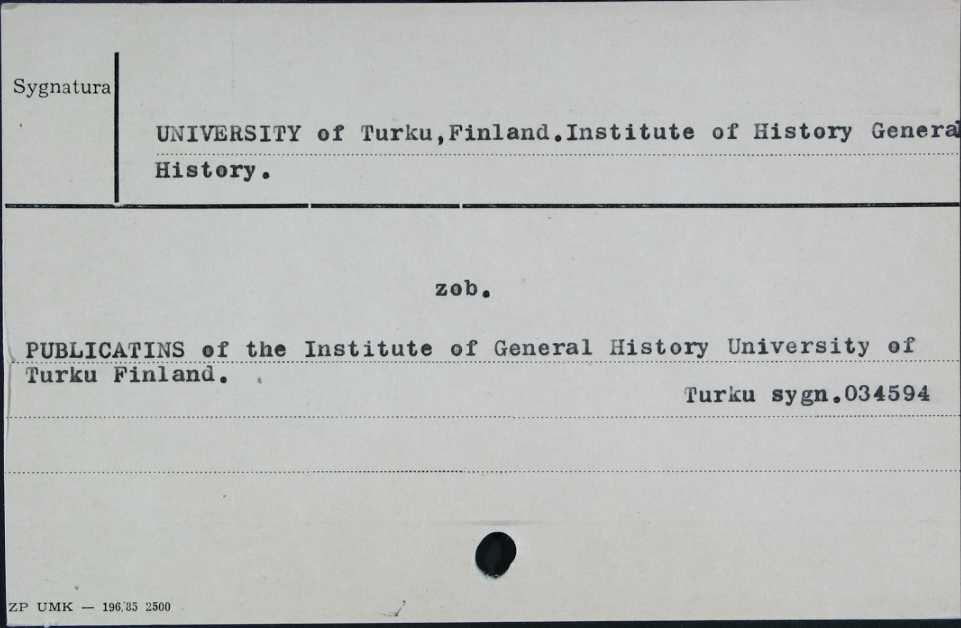 Sygnatura
UNIVERSITY of Turku,Finland.Institute of History General
History.
zob.
PUBLICATINS of the Institute of General History University of
Turku Finland.
Turku sygn.034594
ZP UMK — 196/85 2500